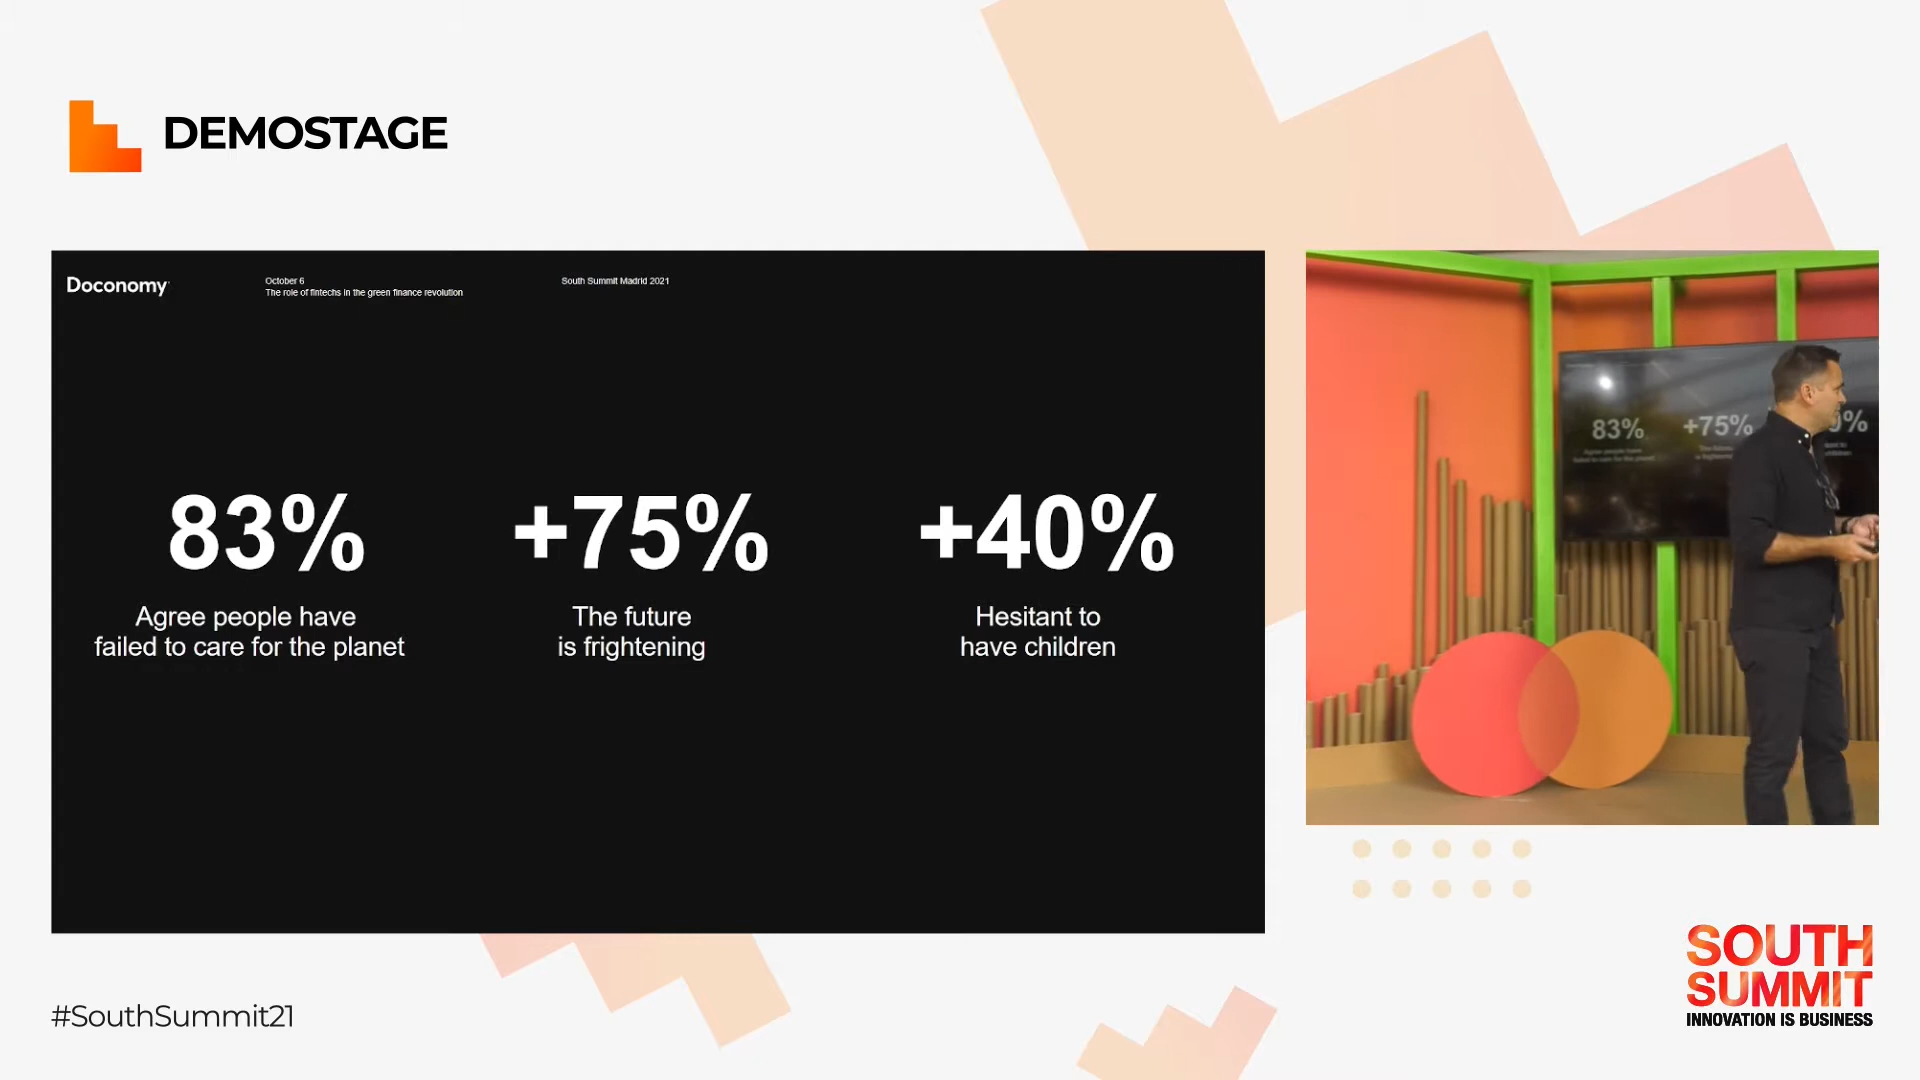 DEMOSTAGE
Doconomy
October 6
The role of fintechs in the green finance revolution
South Summit Madrid 2021
83%
Agree people have
failed to care for the planet
+75%
The future
is frightening
+40%
Hesitant to
have children
83%
+75%
0%
#SouthSummit21
SOUTH
SUMMIT
INNOVATION IS BUSINESS